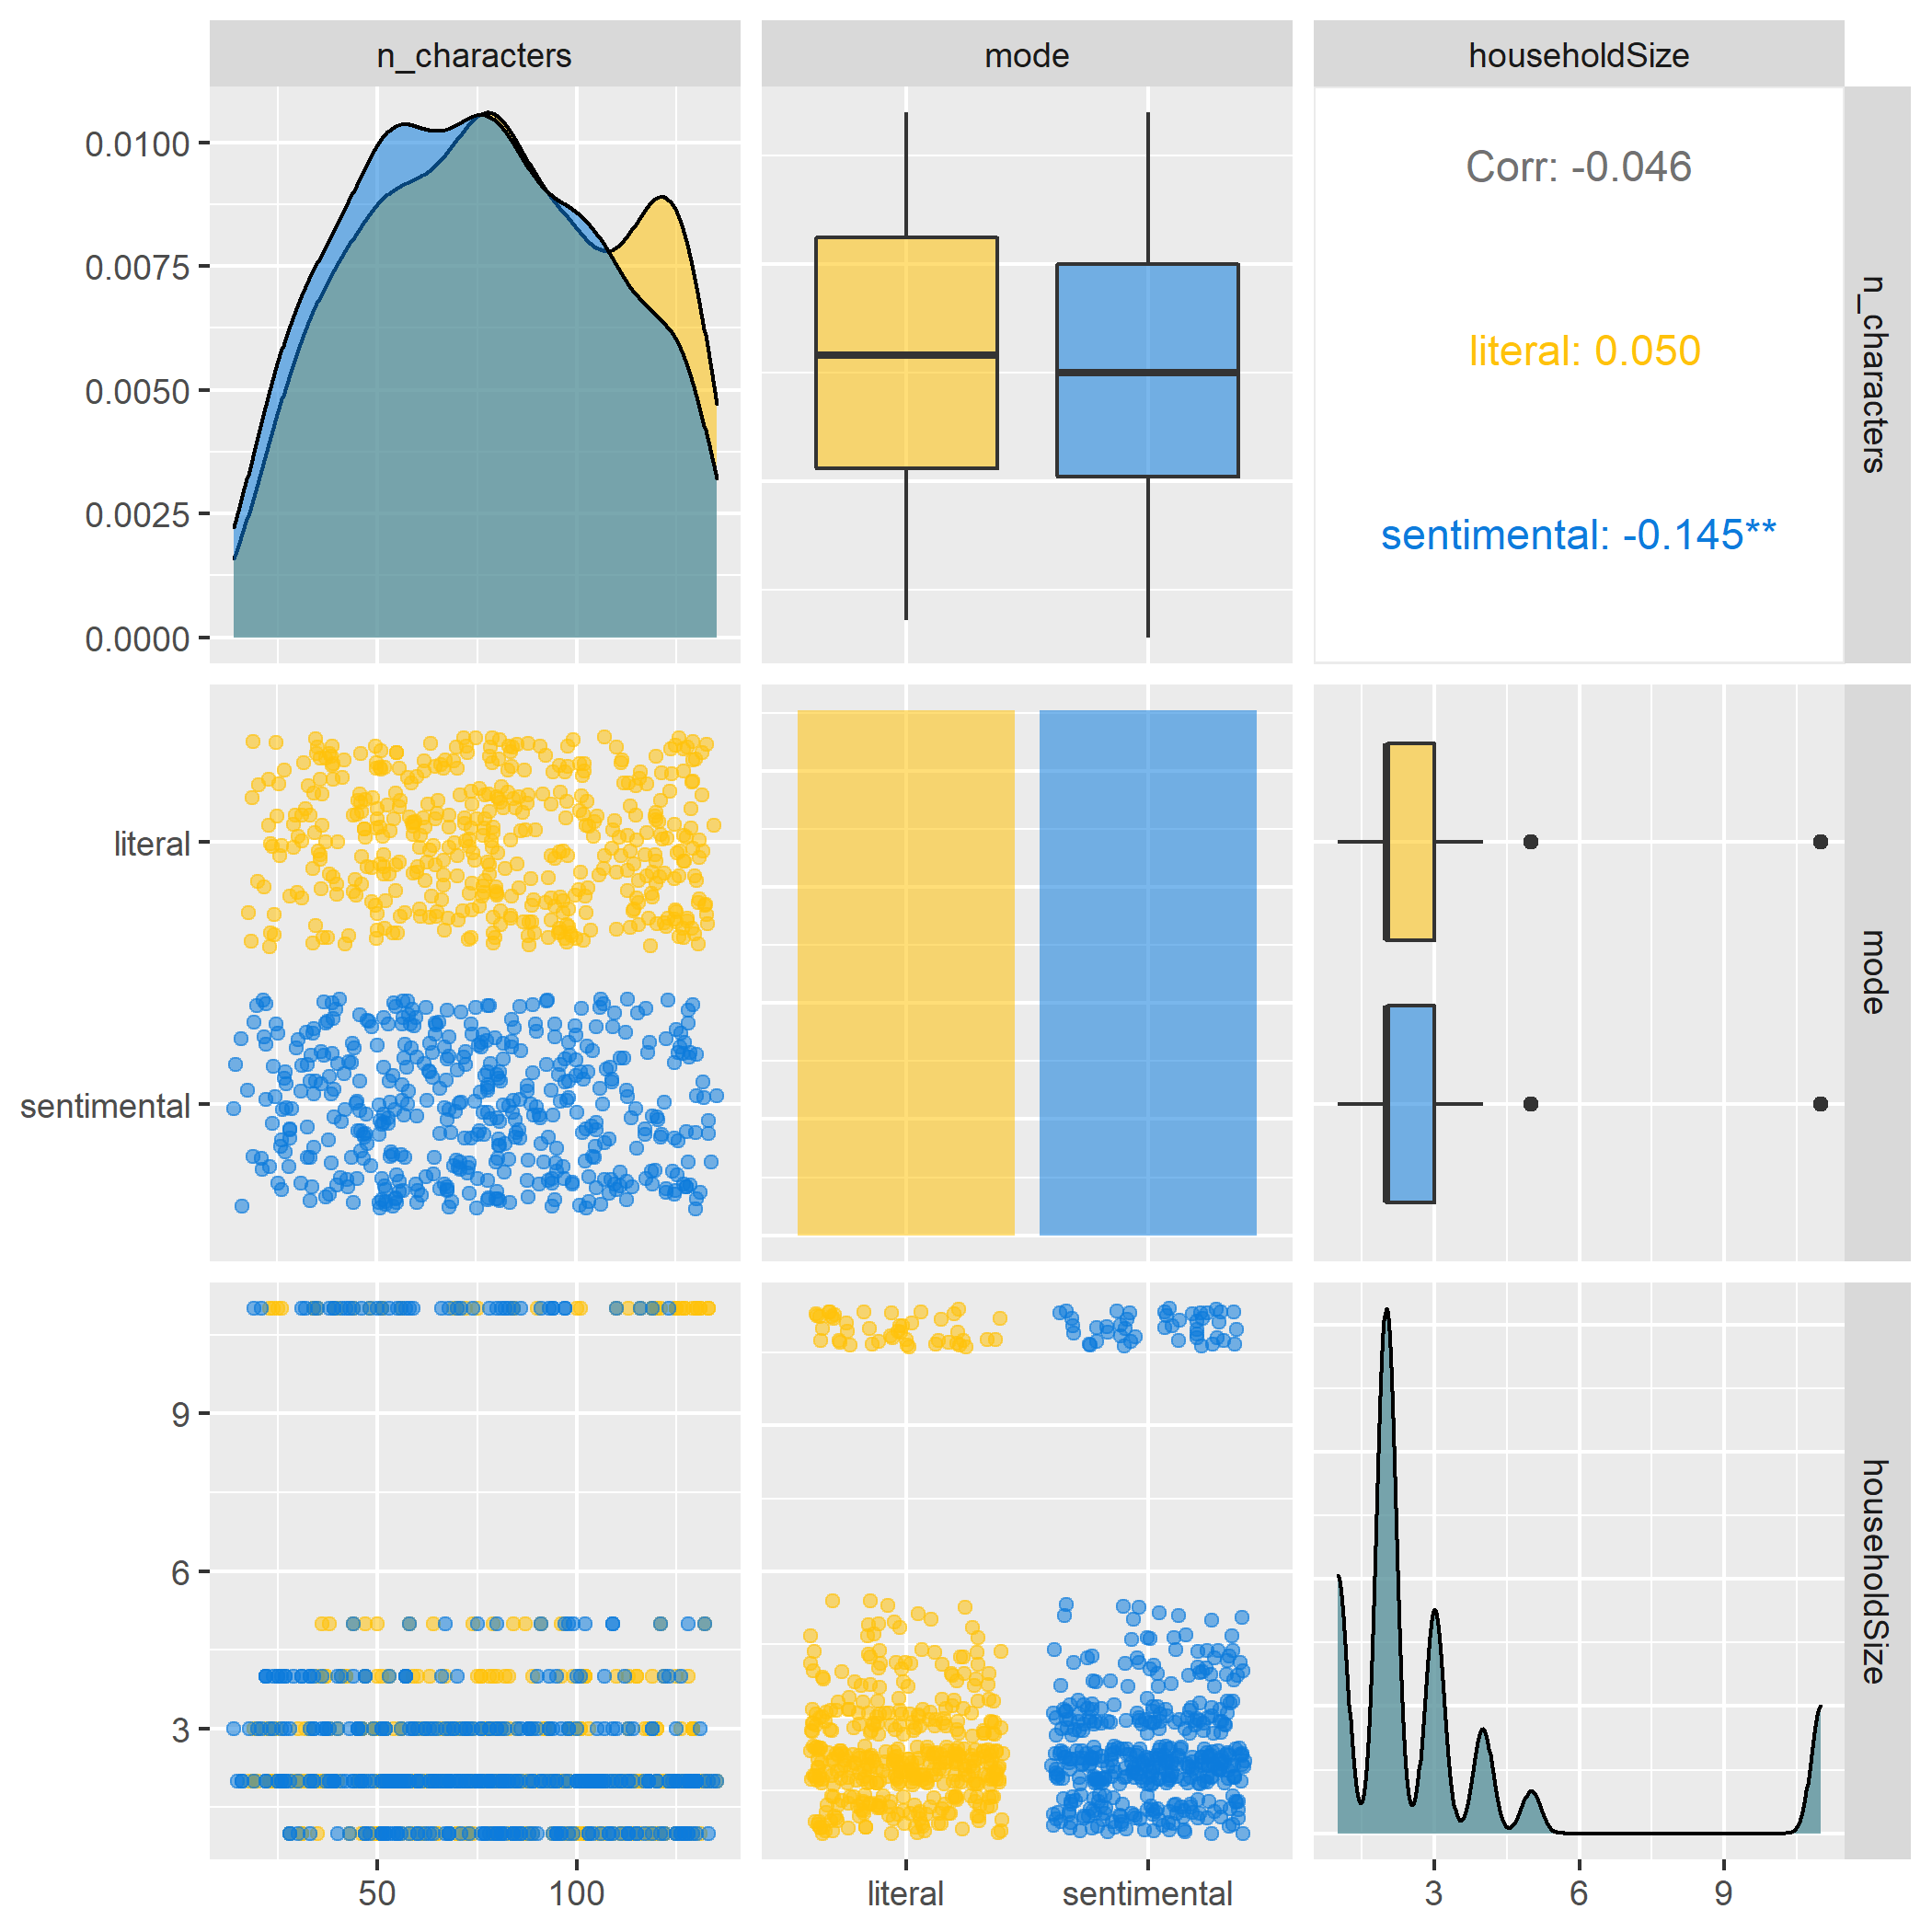 n_characters
mode
householdSize
0.0100
0.0075
0.0050
0.0025
0.0000
Corr: -0.046
literal: 0.050
sentimental: -0.145**
n_characters
literal
sentimental
mode
9
6
3
householdSize
50
100
literal
sentimental
3
6
9